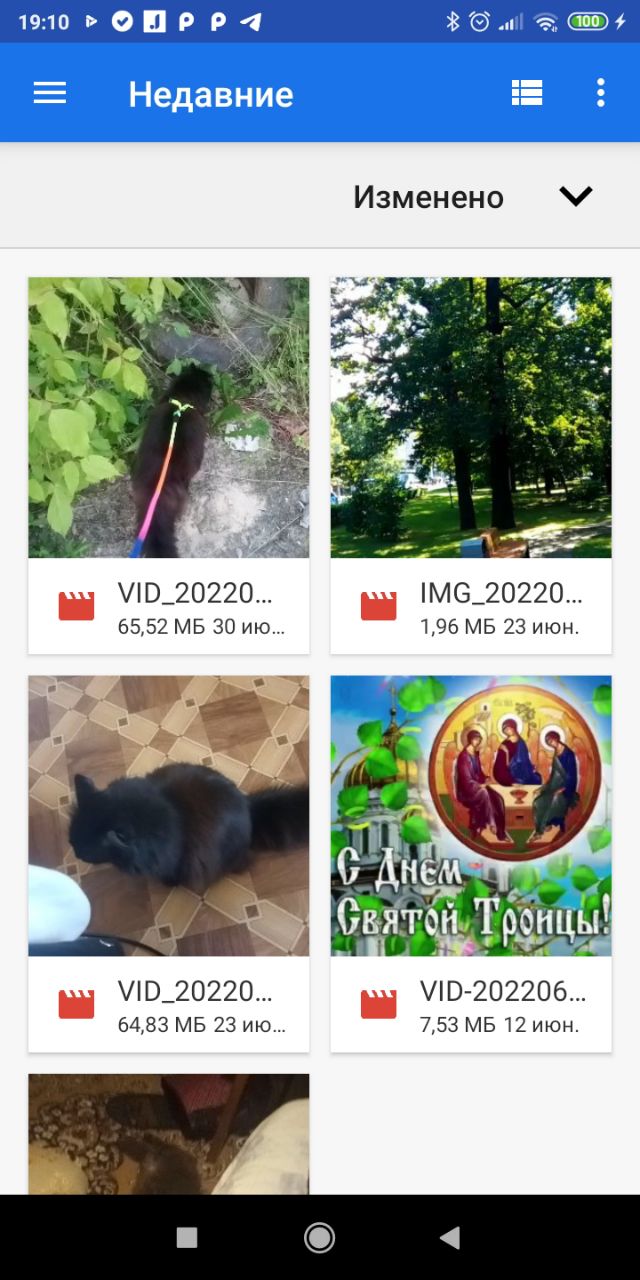 19:10
100
Недавние
Изменено
VID_20220...
65,52 МБ 30 ию...
IMG_20220...
1,96 МБ 23 июн.
VID_20220...
64,83 МБ 23 ию...
С Днём
Святой Троицы!
VID-202206...
7,53 МБ 12 июн.